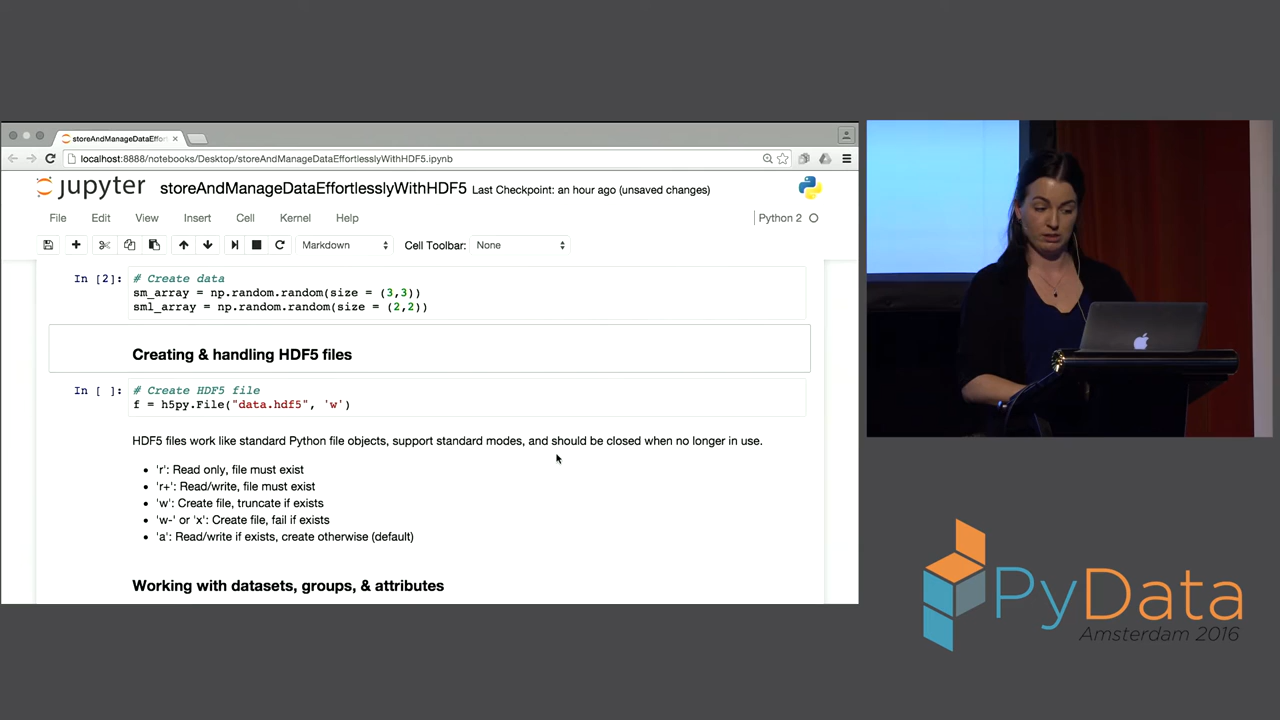 storeAndManageDataEffor
localhost:8888/notebooks/Desktop/storeAndManageDataEffortlesslyWithHDF5.ipynb
jupyter storeAndManageDataEffortlesslyWithHDF5 Last Checkpoint: an hour ago (unsaved changes)
File Edit View Insert Cell Kernel Help Python 2
Markdown Cell Toolbar: None
In [2]: # Create data
sm_array = np.random.random(size = (3,3))
sml_array = np.random.random(size = (2,2))
Creating & handling HDF5 files
In [ ]: # Create HDF5 file
f = h5py.File("data.hdf5", 'w')
HDF5 files work like standard Python file objects, support standard modes, and should be closed when no longer in use.
• 'r': Read only, file must exist
• 'r+': Read/write, file must exist
• 'w': Create file, truncate if exists
• 'w-' or 'x': Create file, fail if exists
• 'a': Read/write if exists, create otherwise (default)
Working with datasets, groups, & attributes
PyData
Amsterdam 2016